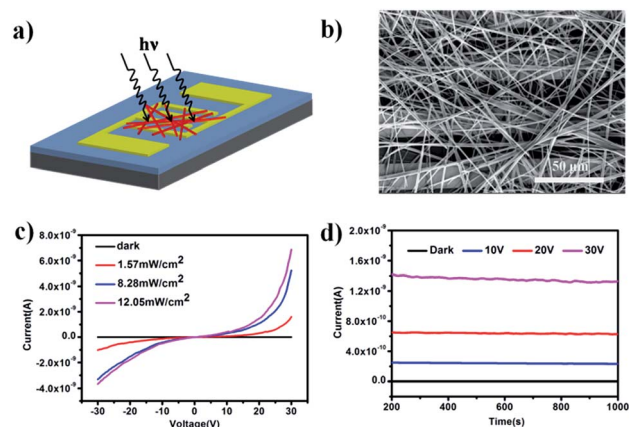 a)
hν
b)
50 μm
c)
Current(A)
8.0x10⁻⁹
6.0x10⁻⁹
4.0x10⁻⁹
2.0x10⁻⁹
0.0
-2.0x10⁻⁹
-4.0x10⁻⁹
dark
1.57mW/cm²
8.28mW/cm²
12.05mW/cm²
-30 -20 -10 0 10 20 30
Voltage(V)
d)
Current(A)
2.0x10⁻⁹
1.6x10⁻⁹
1.2x10⁻⁹
8.0x10⁻¹⁰
4.0x10⁻¹⁰
0.0
Dark 10V 20V 30V
200 400 600 800 1000
Time(s)